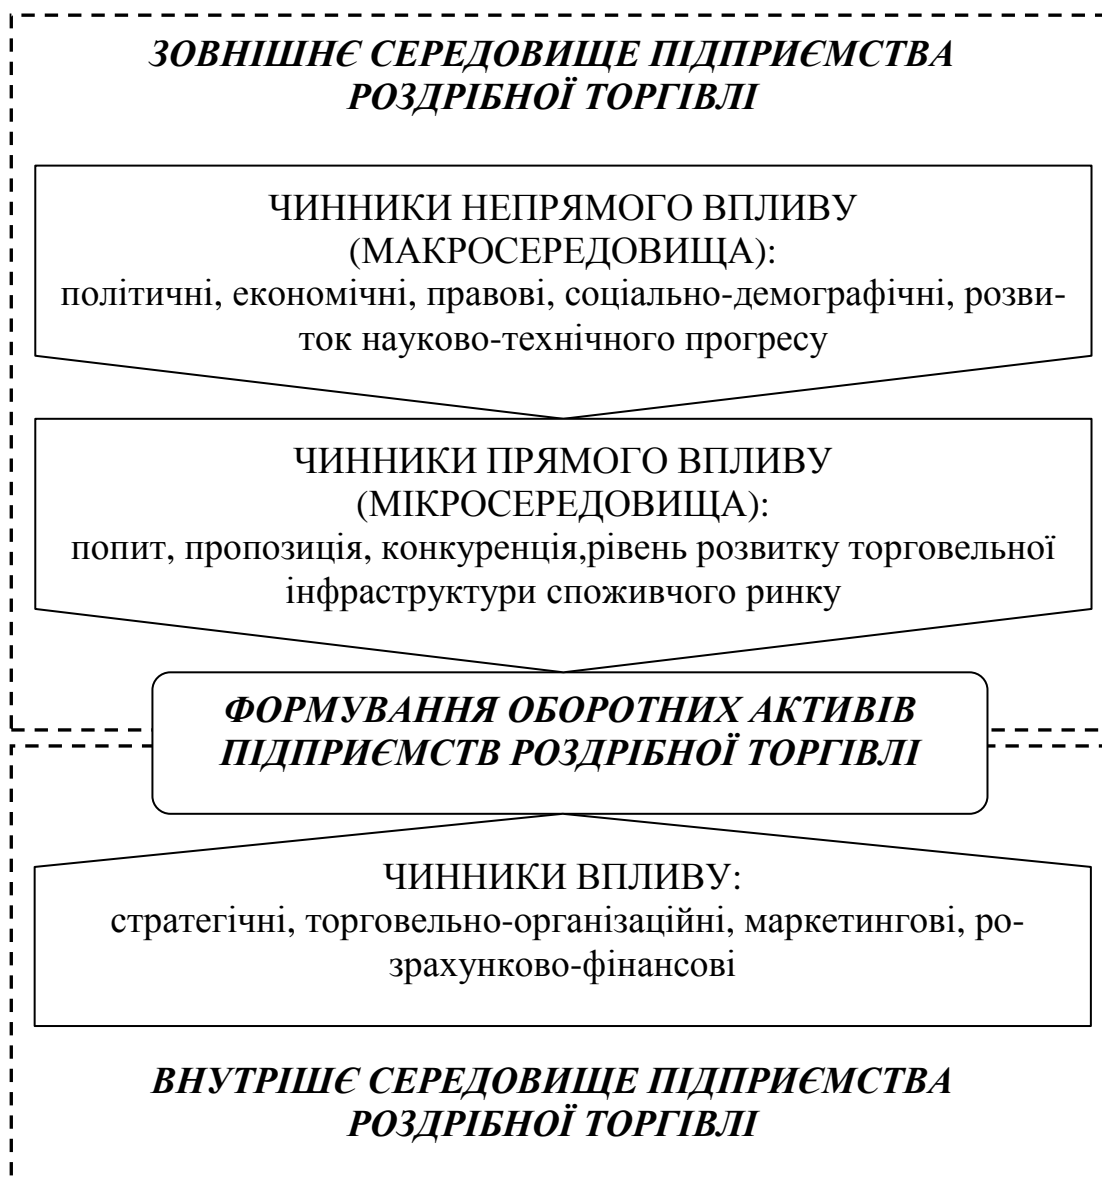 ЗОВНІШНЄ СЕРЕДОВИЩЕ ПІДПРИЄМСТВА
РОЗДРІБНОЇ ТОРГІВЛІ
ЧИННИКИ НЕПРЯМОГО ВПЛИВУ
(МАКРОСЕРЕДОВИЩА):
політичні, економічні, правові, соціально-демографічні, розви-
ток науково-технічного прогресу
ЧИННИКИ ПРЯМОГО ВПЛИВУ
(МІКРОСЕРЕДОВИЩА):
попит, пропозиція, конкуренція,рівень розвитку торговельної
інфраструктури споживчого ринку
ФОРМУВАННЯ ОБОРОТНИХ АКТИВІВ
ПІДПРИЄМСТВ РОЗДРІБНОЇ ТОРГІВЛІ
ЧИННИКИ ВПЛИВУ:
стратегічні, торговельно-організаційні, маркетингові, ро-
зрахунково-фінансові
ВНУТРІШЄ СЕРЕДОВИЩЕ ПІДПРИЄМСТВА
РОЗДРІБНОЇ ТОРГІВЛІ